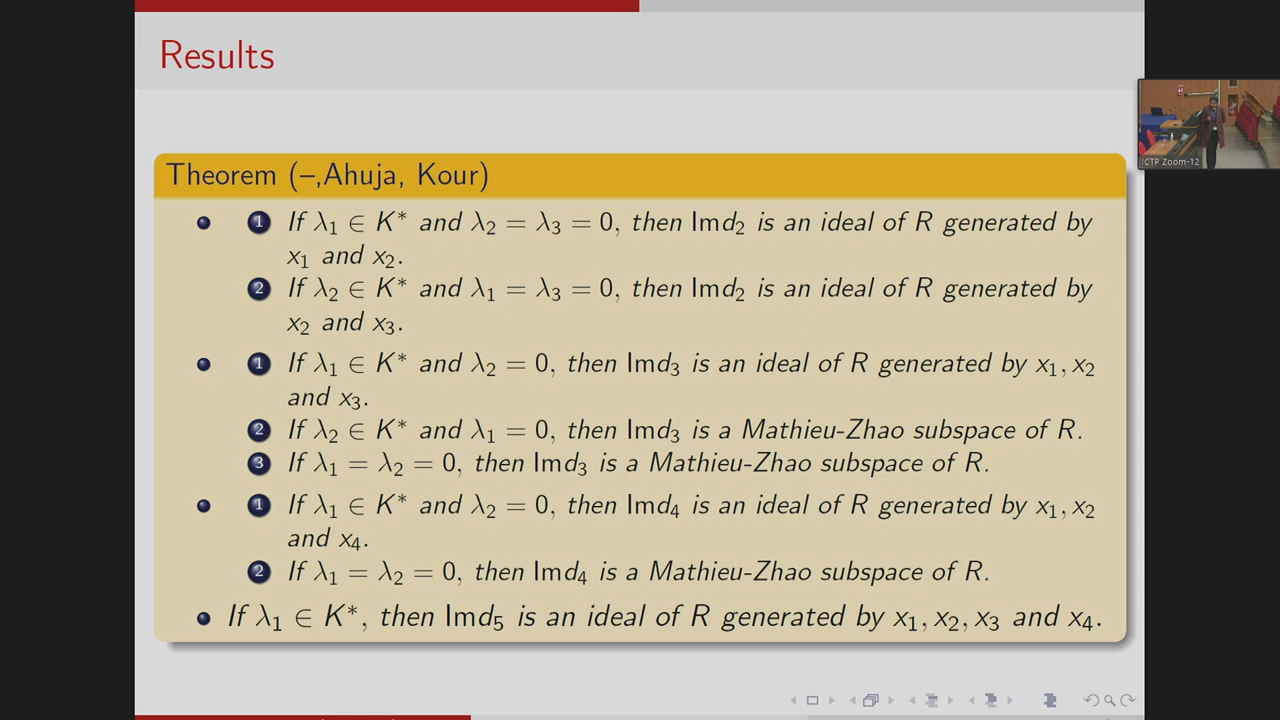 Results
Theorem (–,Ahuja, Kour)
1 If λ₁ ∈ K* and λ₂ = λ₃ = 0, then Imd₂ is an ideal of R generated by
x₁ and x₂.
2 If λ₂ ∈ K* and λ₁ = λ₃ = 0, then Imd₂ is an ideal of R generated by
x₂ and x₃.
1 If λ₁ ∈ K* and λ₂ = 0, then Imd₃ is an ideal of R generated by x₁, x₂
and x₃.
2 If λ₂ ∈ K* and λ₁ = 0, then Imd₃ is a Mathieu-Zhao subspace of R.
3 If λ₁ = λ₂ = 0, then Imd₃ is a Mathieu-Zhao subspace of R.
1 If λ₁ ∈ K* and λ₂ = 0, then Imd₄ is an ideal of R generated by x₁, x₂
and x₄.
2 If λ₁ = λ₂ = 0, then Imd₄ is a Mathieu-Zhao subspace of R.
If λ₁ ∈ K*, then Imd₅ is an ideal of R generated by x₁, x₂, x₃ and x₄.
ICTP Zoom-12